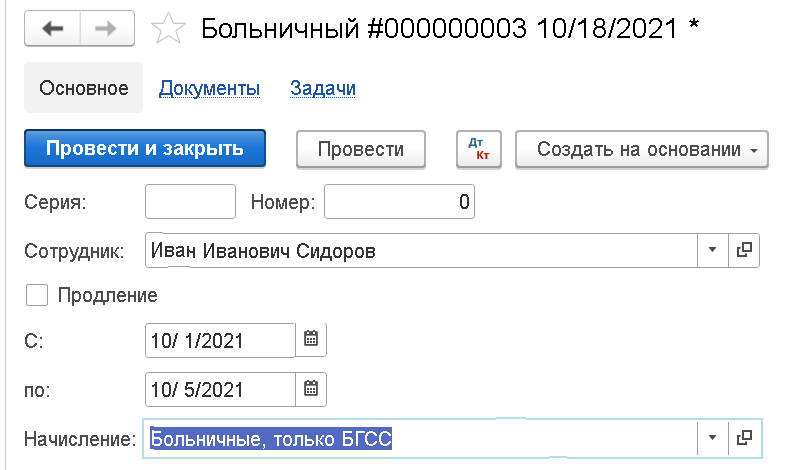 Больничный #000000003 10/18/2021 *
Основное Документы Задачи
Провести и закрыть Провести Дт Кт Создать на основании
Серия: Номер: 0
Сотрудник: Иван Иванович Сидоров
Продление
С: 10/ 1/2021
по: 10/ 5/2021
Начисление: Больничные, только БГСС